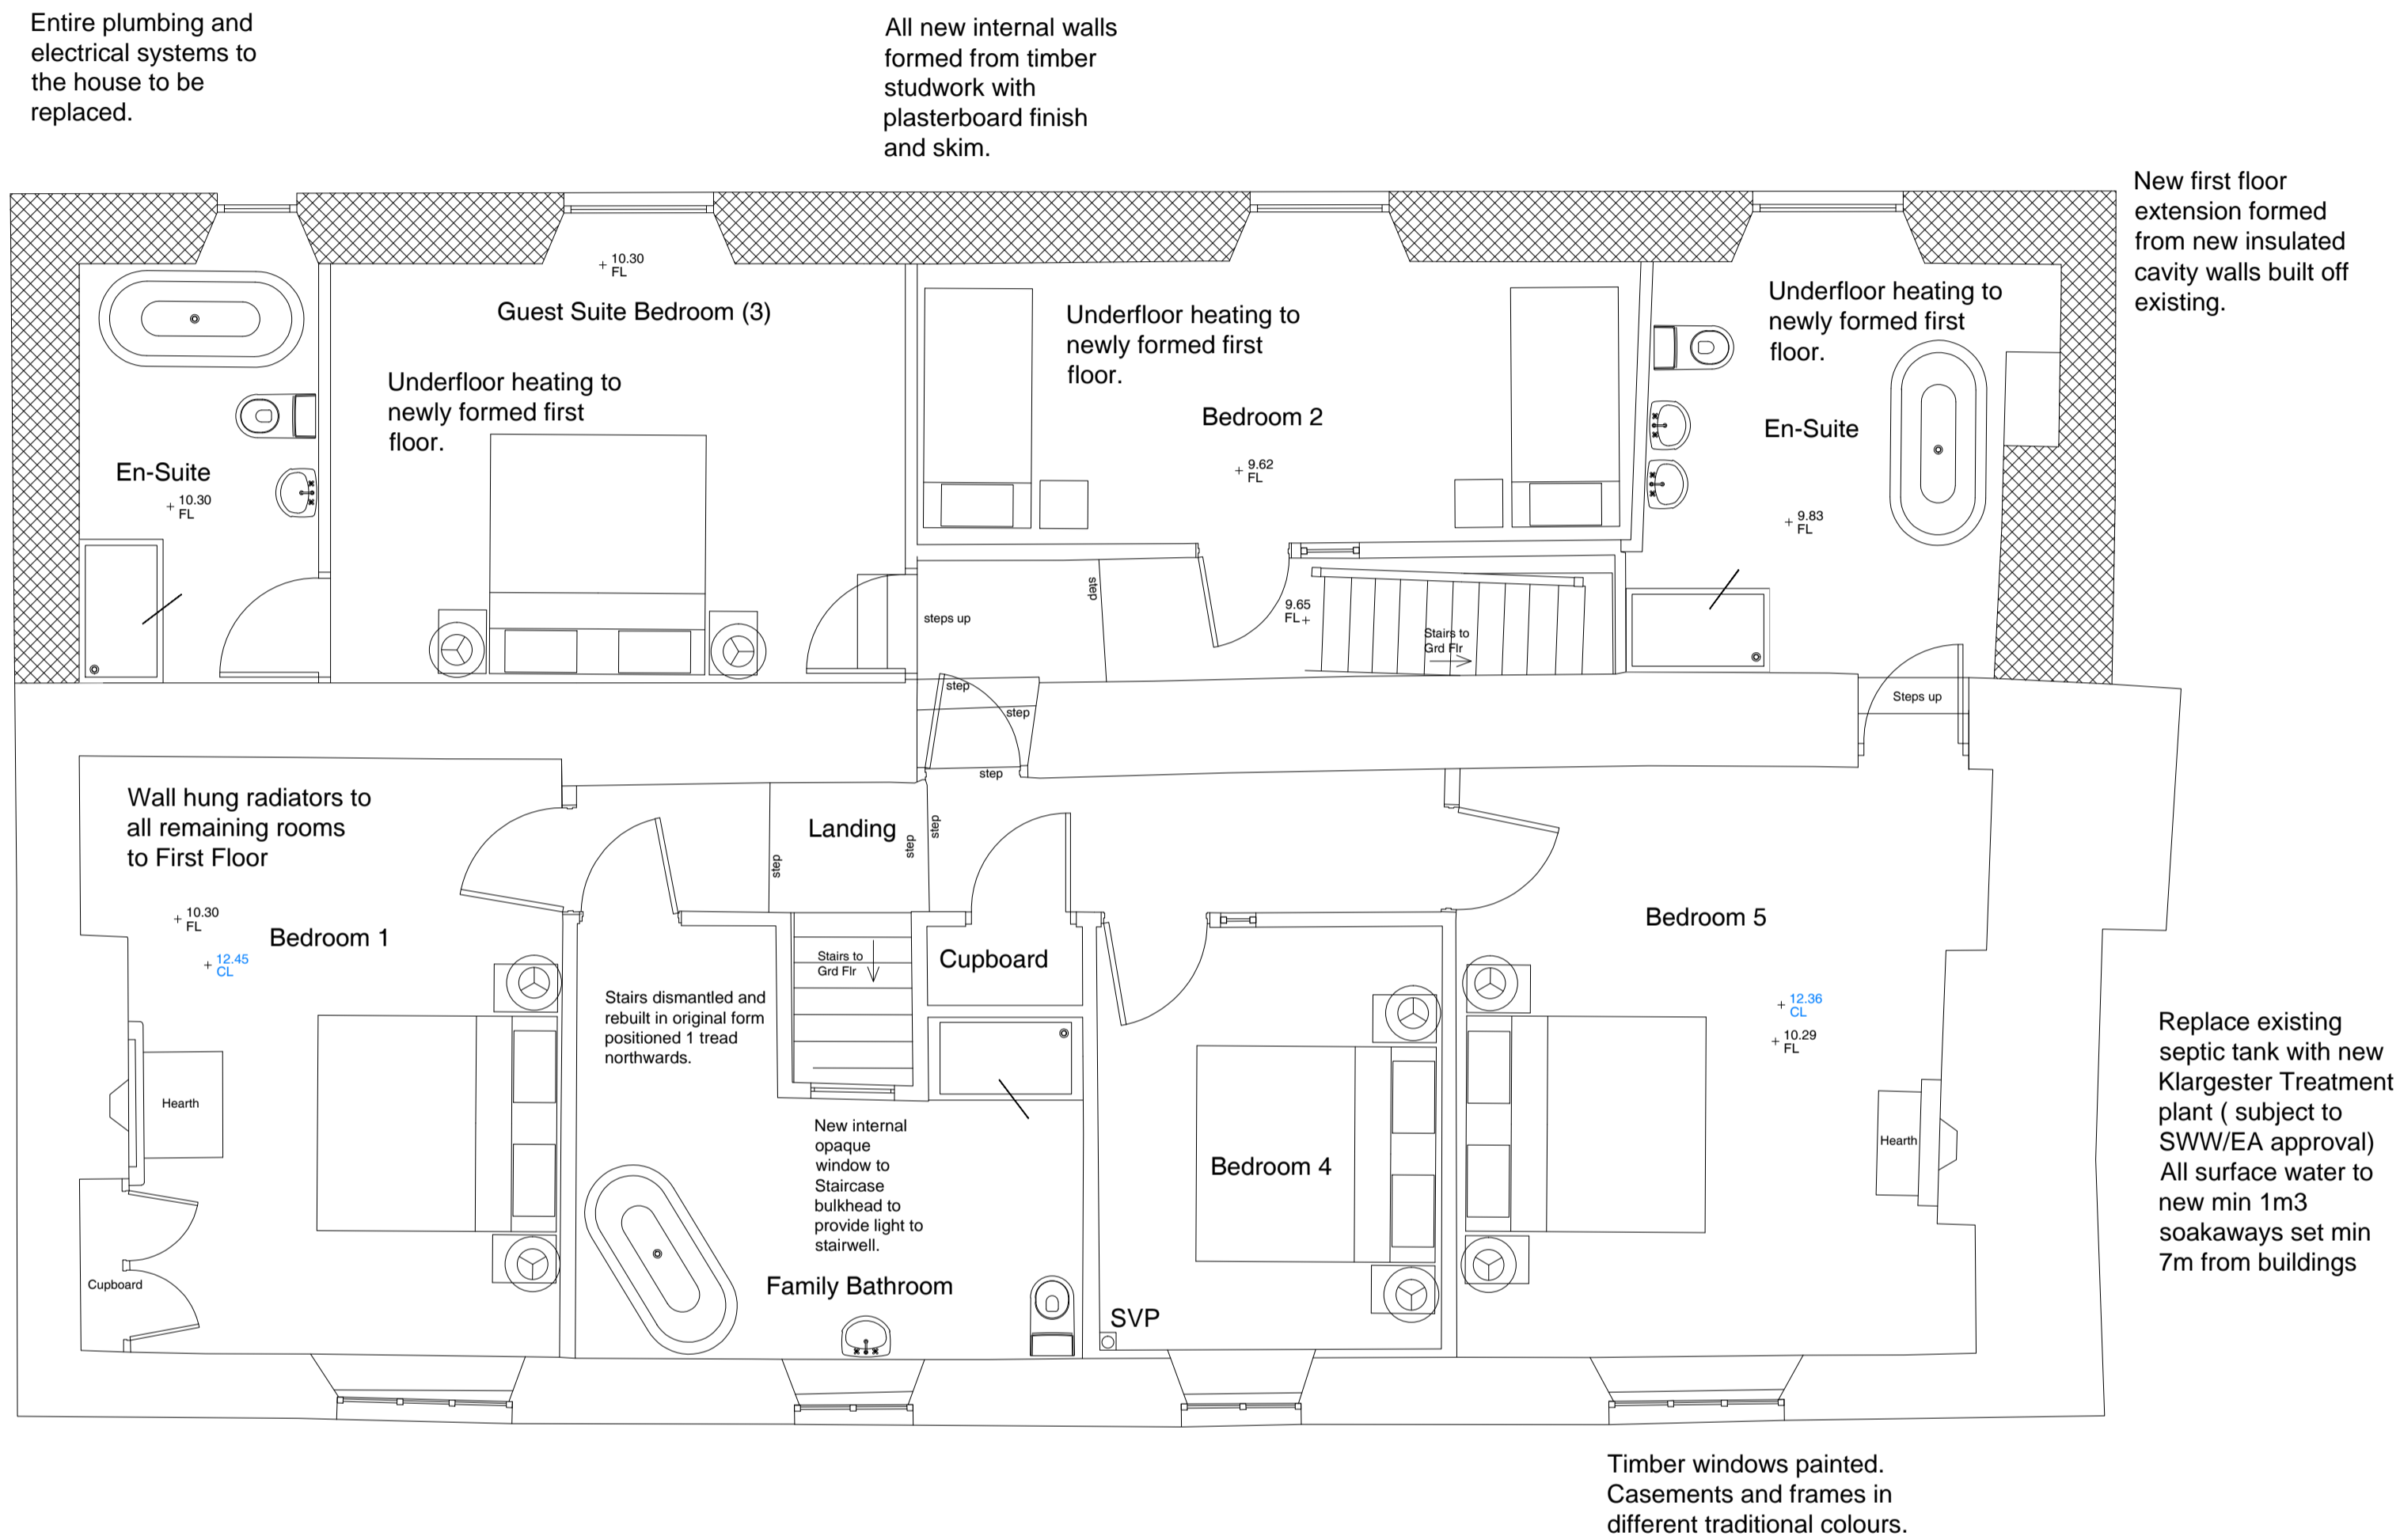 Entire plumbing and
electrical systems to
the house to be
replaced.
All new internal walls
formed from timber
studwork with
plasterboard finish
and skim.
New first floor
extension formed
from new insulated
cavity walls built off
existing.
10.30
FL
Guest Suite Bedroom (3)
Underfloor heating to
newly formed first
floor.
Underfloor heating to
newly formed first
floor.
Bedroom 2
9.62
FL
Underfloor heating to
newly formed first
floor.
En-Suite
9.83
FL
En-Suite
10.30
FL
steps up
step
9.65
FL
Stairs to
Grd Flr
step
step
step
Steps up
Wall hung radiators to
all remaining rooms
to First Floor
10.30
FL
Bedroom 1
12.45
CL
Landing
step
step
step
Stairs to
Grd Flr
Cupboard
Bedroom 5
12.36
CL
10.29
FL
Stairs dismantled and
rebuilt in original form
positioned 1 tread
northwards.
Hearth
New internal
opaque
window to
Staircase
bulkhead to
provide light to
stairwell.
Bedroom 4
Hearth
Cupboard
Family Bathroom
SVP
Replace existing
septic tank with new
Klargester Treatment
plant ( subject to
SWW/EA approval)
All surface water to
new min 1m3
soakaways set min
7m from buildings
Timber windows painted.
Casements and frames in
different traditional colours.